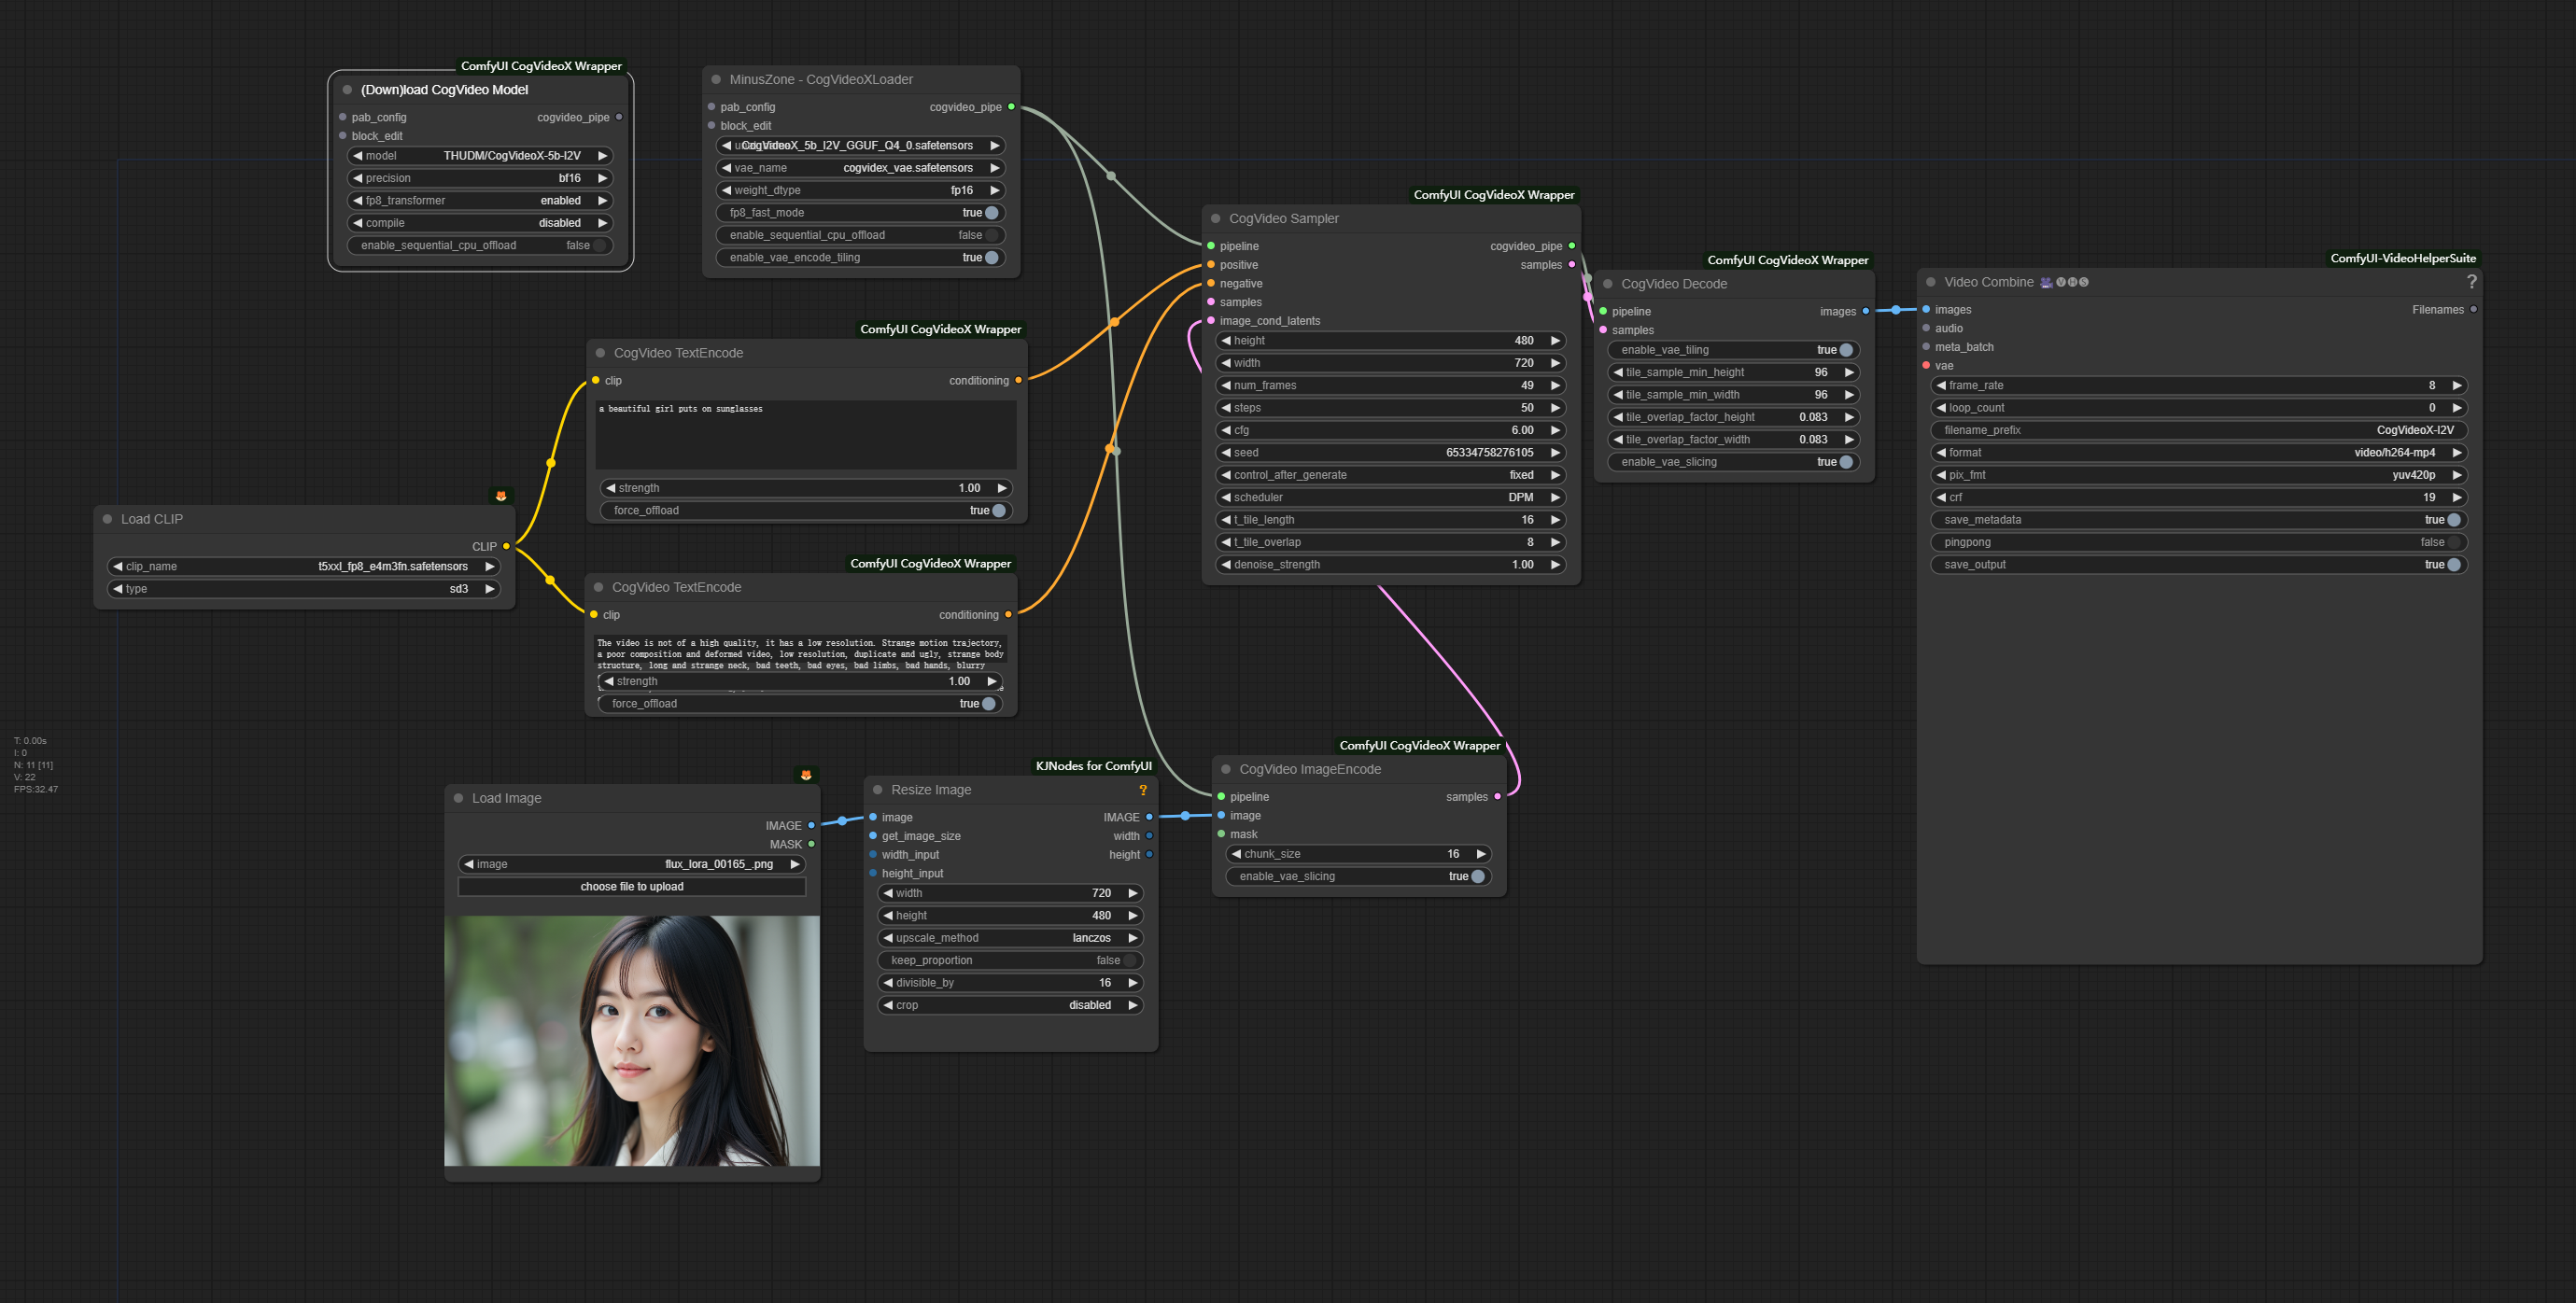 ComfyUI CogVideoX Wrapper
(Down)load CogVideo Model
pab_config cogvideo_pipe
block_edit
model THUDM/CogVideoX-5b-I2V
precision bf16
fp8_transformer enabled
compile disabled
enable_sequential_cpu_offload false
MinusZone - CogVideoXLoader
pab_config cogvideo_pipe
block_edit
CogVideoX_5b_I2V_GGUF_Q4_0.safetensors
vae_name cogvidex_vae.safetensors
weight_dtype fp16
fp8_fast_mode true
enable_sequential_cpu_offload false
enable_vae_encode_tiling true
ComfyUI CogVideoX Wrapper
CogVideo TextEncode
clip conditioning
a beautiful girl puts on sunglasses
strength 1.00
force_offload true
Load CLIP
CLIP
clip_name t5xxl_fp8_e4m3fn.safetensors
type sd3
ComfyUI CogVideoX Wrapper
CogVideo TextEncode
clip conditioning
The video is not of a high quality, it has a low resolution. Strange motion trajectory,
a poor composition and deformed video, low resolution, duplicate and ugly, strange body
structure, long and strange neck, bad teeth, bad eyes, bad limbs, bad hands, blurry
strength 1.00
force_offload true
T: 0.00s
I: 0
N: 11 [11]
V: 22
FPS:32.47
Load Image
IMAGE
MASK
image flux_lora_00165_.png
choose file to upload
KJNodes for ComfyUI
Resize Image ?
image IMAGE
get_image_size width
width_input height
height_input
width 720
height 480
upscale_method lanczos
keep_proportion false
divisible_by 16
crop disabled
ComfyUI CogVideoX Wrapper
CogVideo ImageEncode
pipeline samples
image
mask
chunk_size 16
enable_vae_slicing true
ComfyUI CogVideoX Wrapper
CogVideo Sampler
pipeline cogvideo_pipe
positive samples
negative
samples
image_cond_latents
height 480
width 720
num_frames 49
steps 50
cfg 6.00
seed 65334758276105
control_after_generate fixed
scheduler DPM
t_tile_length 16
t_tile_overlap 8
denoise_strength 1.00
ComfyUI CogVideoX Wrapper
CogVideo Decode
pipeline images
samples
enable_vae_tiling true
tile_sample_min_height 96
tile_sample_min_width 96
tile_overlap_factor_height 0.083
tile_overlap_factor_width 0.083
enable_vae_slicing true
ComfyUI-VideoHelperSuite
Video Combine 🎥🅥🅗🅢 ?
images Filenames
audio
meta_batch
vae
frame_rate 8
loop_count 0
filename_prefix CogVideoX-I2V
format video/h264-mp4
pix_fmt yuv420p
crf 19
save_metadata true
pingpong false
save_output true